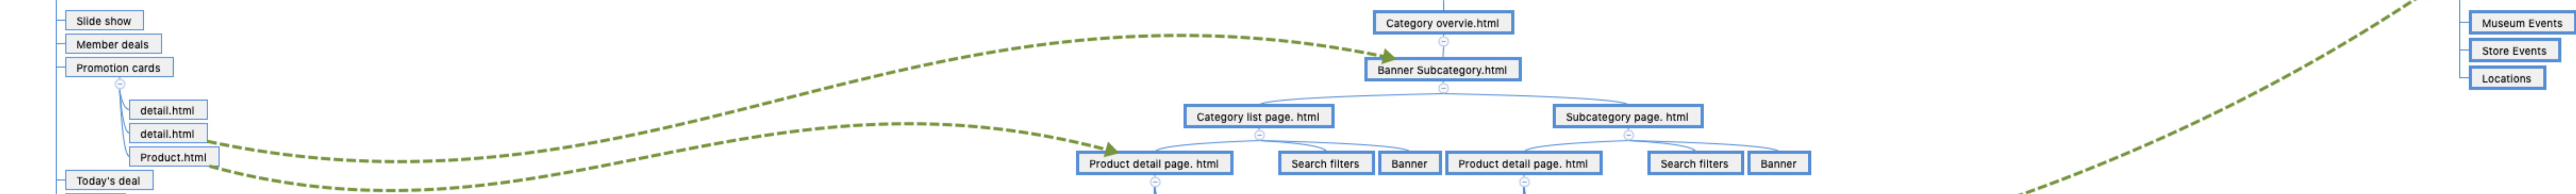 Slide show
Member deals
Promotion cards
detail.html
detail.html
Product.html
Today's deal
Category overvie.html
Banner Subcategory.html
Category list page. html
Subcategory page. html
Product detail page. html
Search filters
Banner
Product detail page. html
Search filters
Banner
Museum Events
Store Events
Locations